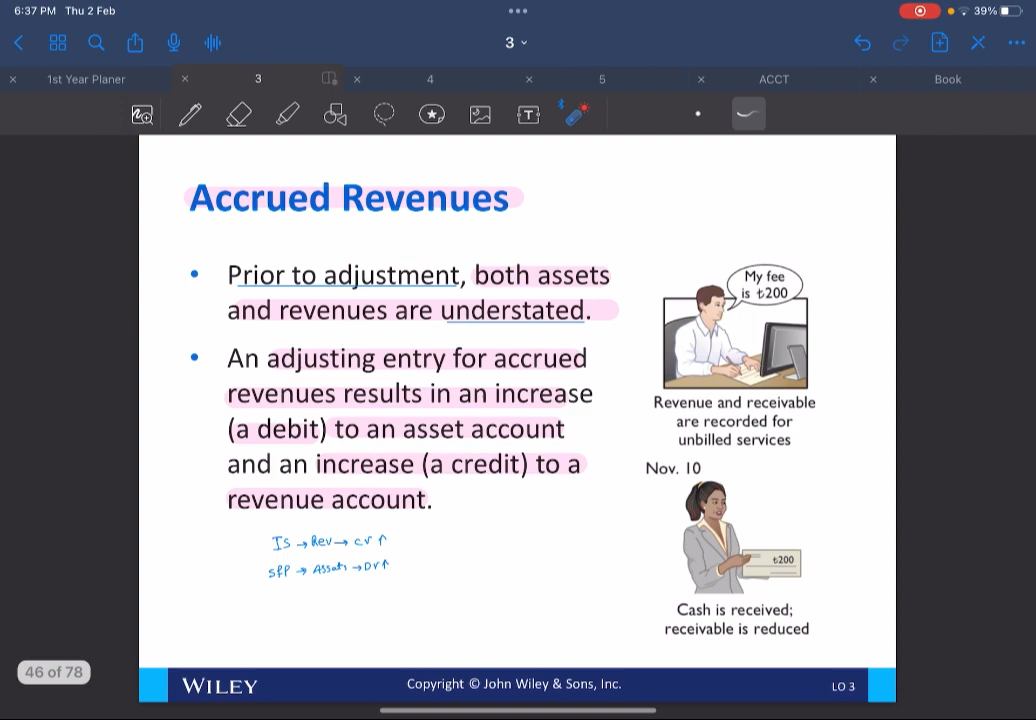 6:37 PM Thu 2 Feb
39%
3
1st Year Planer
3
4
5
ACCT
Book
T
Accrued Revenues
• Prior to adjustment, both assets
and revenues are understated.
• An adjusting entry for accrued
revenues results in an increase
(a debit) to an asset account
and an increase (a credit) to a
revenue account.
IS → Rev → cr ↑
SFP → Assets → Dr ↑
My fee
is ₺200
Revenue and receivable
are recorded for
unbilled services
Nov. 10
₺200
Cash is received;
receivable is reduced
46 of 78
WILEY
Copyright © John Wiley & Sons, Inc.
LO 3